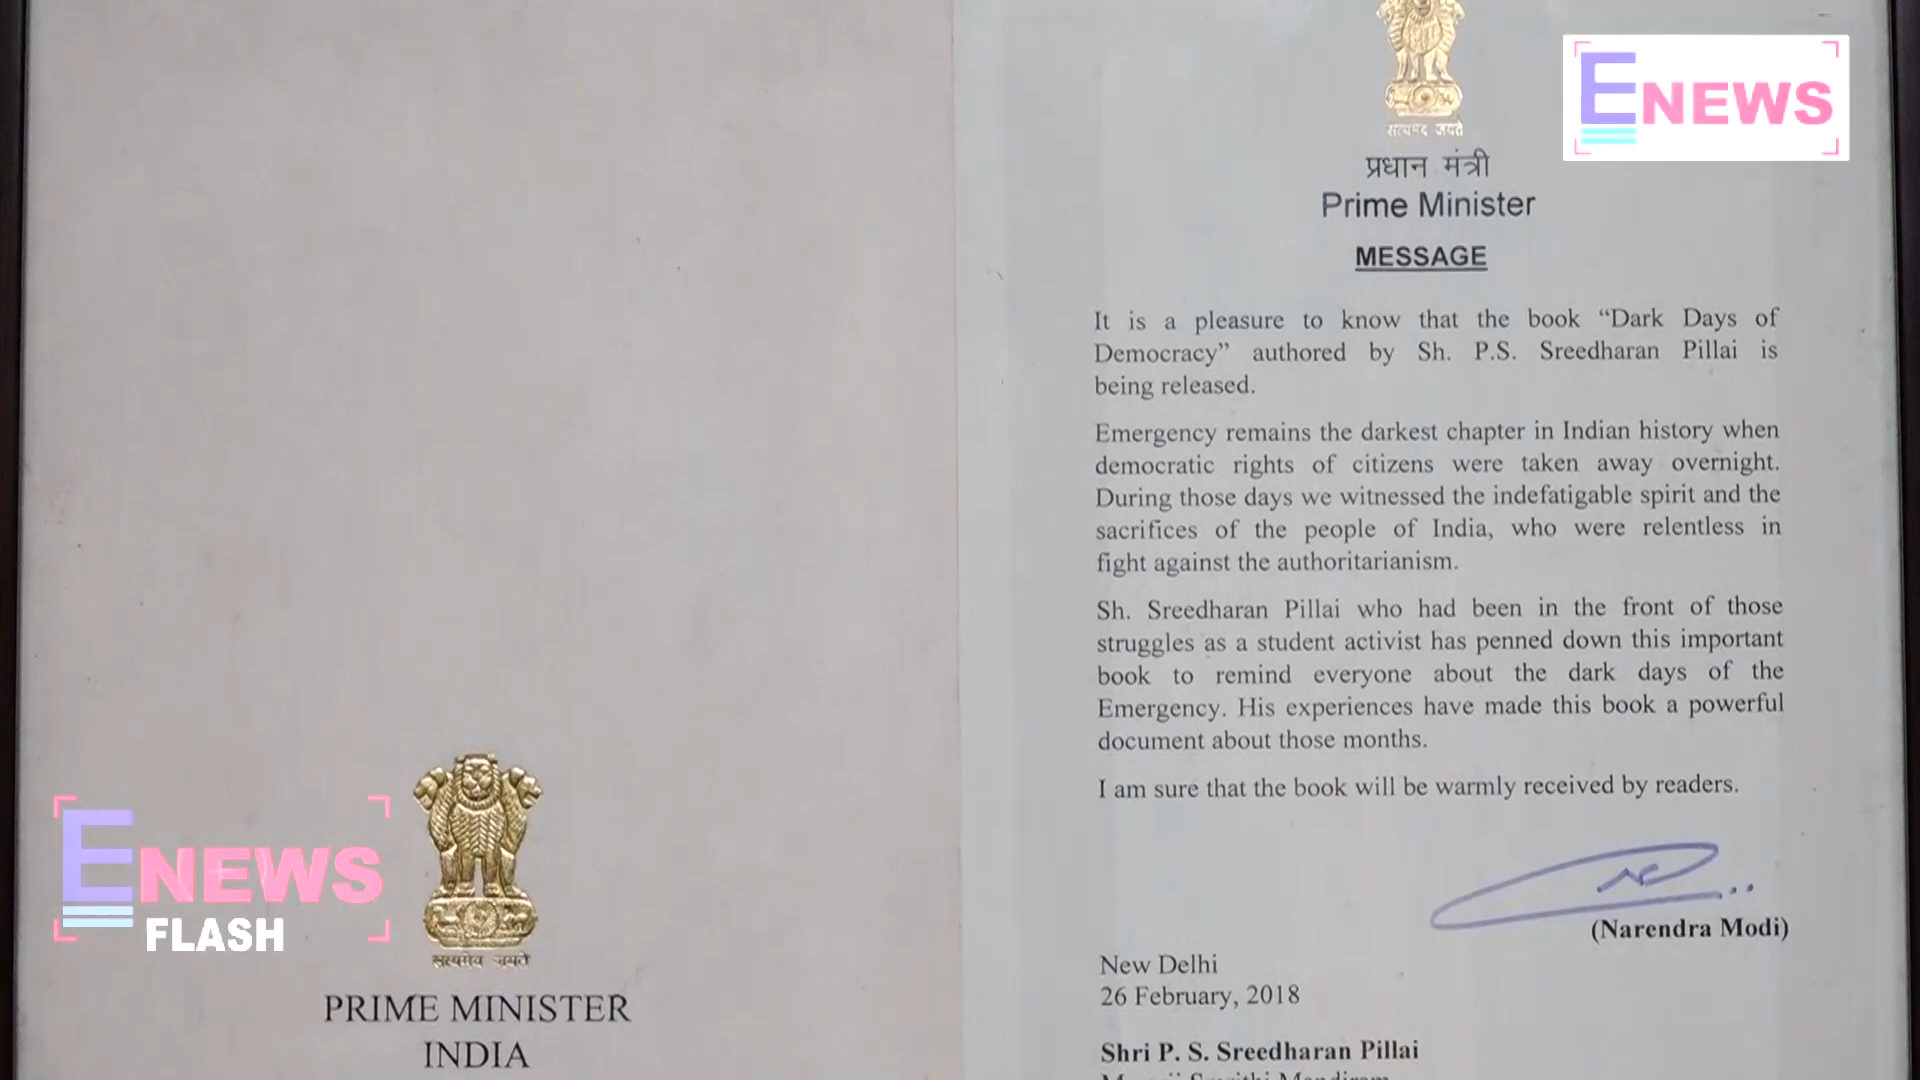 सत्यमेव जयते
PRIME MINISTER
INDIA
ENEWS
FLASH
ENEWS
सत्यमेव जयते
प्रधान मंत्री
Prime Minister
MESSAGE
It is a pleasure to know that the book “Dark Days of
Democracy” authored by Sh. P.S. Sreedharan Pillai is
being released.
Emergency remains the darkest chapter in Indian history when
democratic rights of citizens were taken away overnight.
During those days we witnessed the indefatigable spirit and the
sacrifices of the people of India, who were relentless in
fight against the authoritarianism.
Sh. Sreedharan Pillai who had been in the front of those
struggles as a student activist has penned down this important
book to remind everyone about the dark days of the
Emergency. His experiences have made this book a powerful
document about those months.
I am sure that the book will be warmly received by readers.
(Narendra Modi)
New Delhi
26 February, 2018
Shri P. S. Sreedharan Pillai